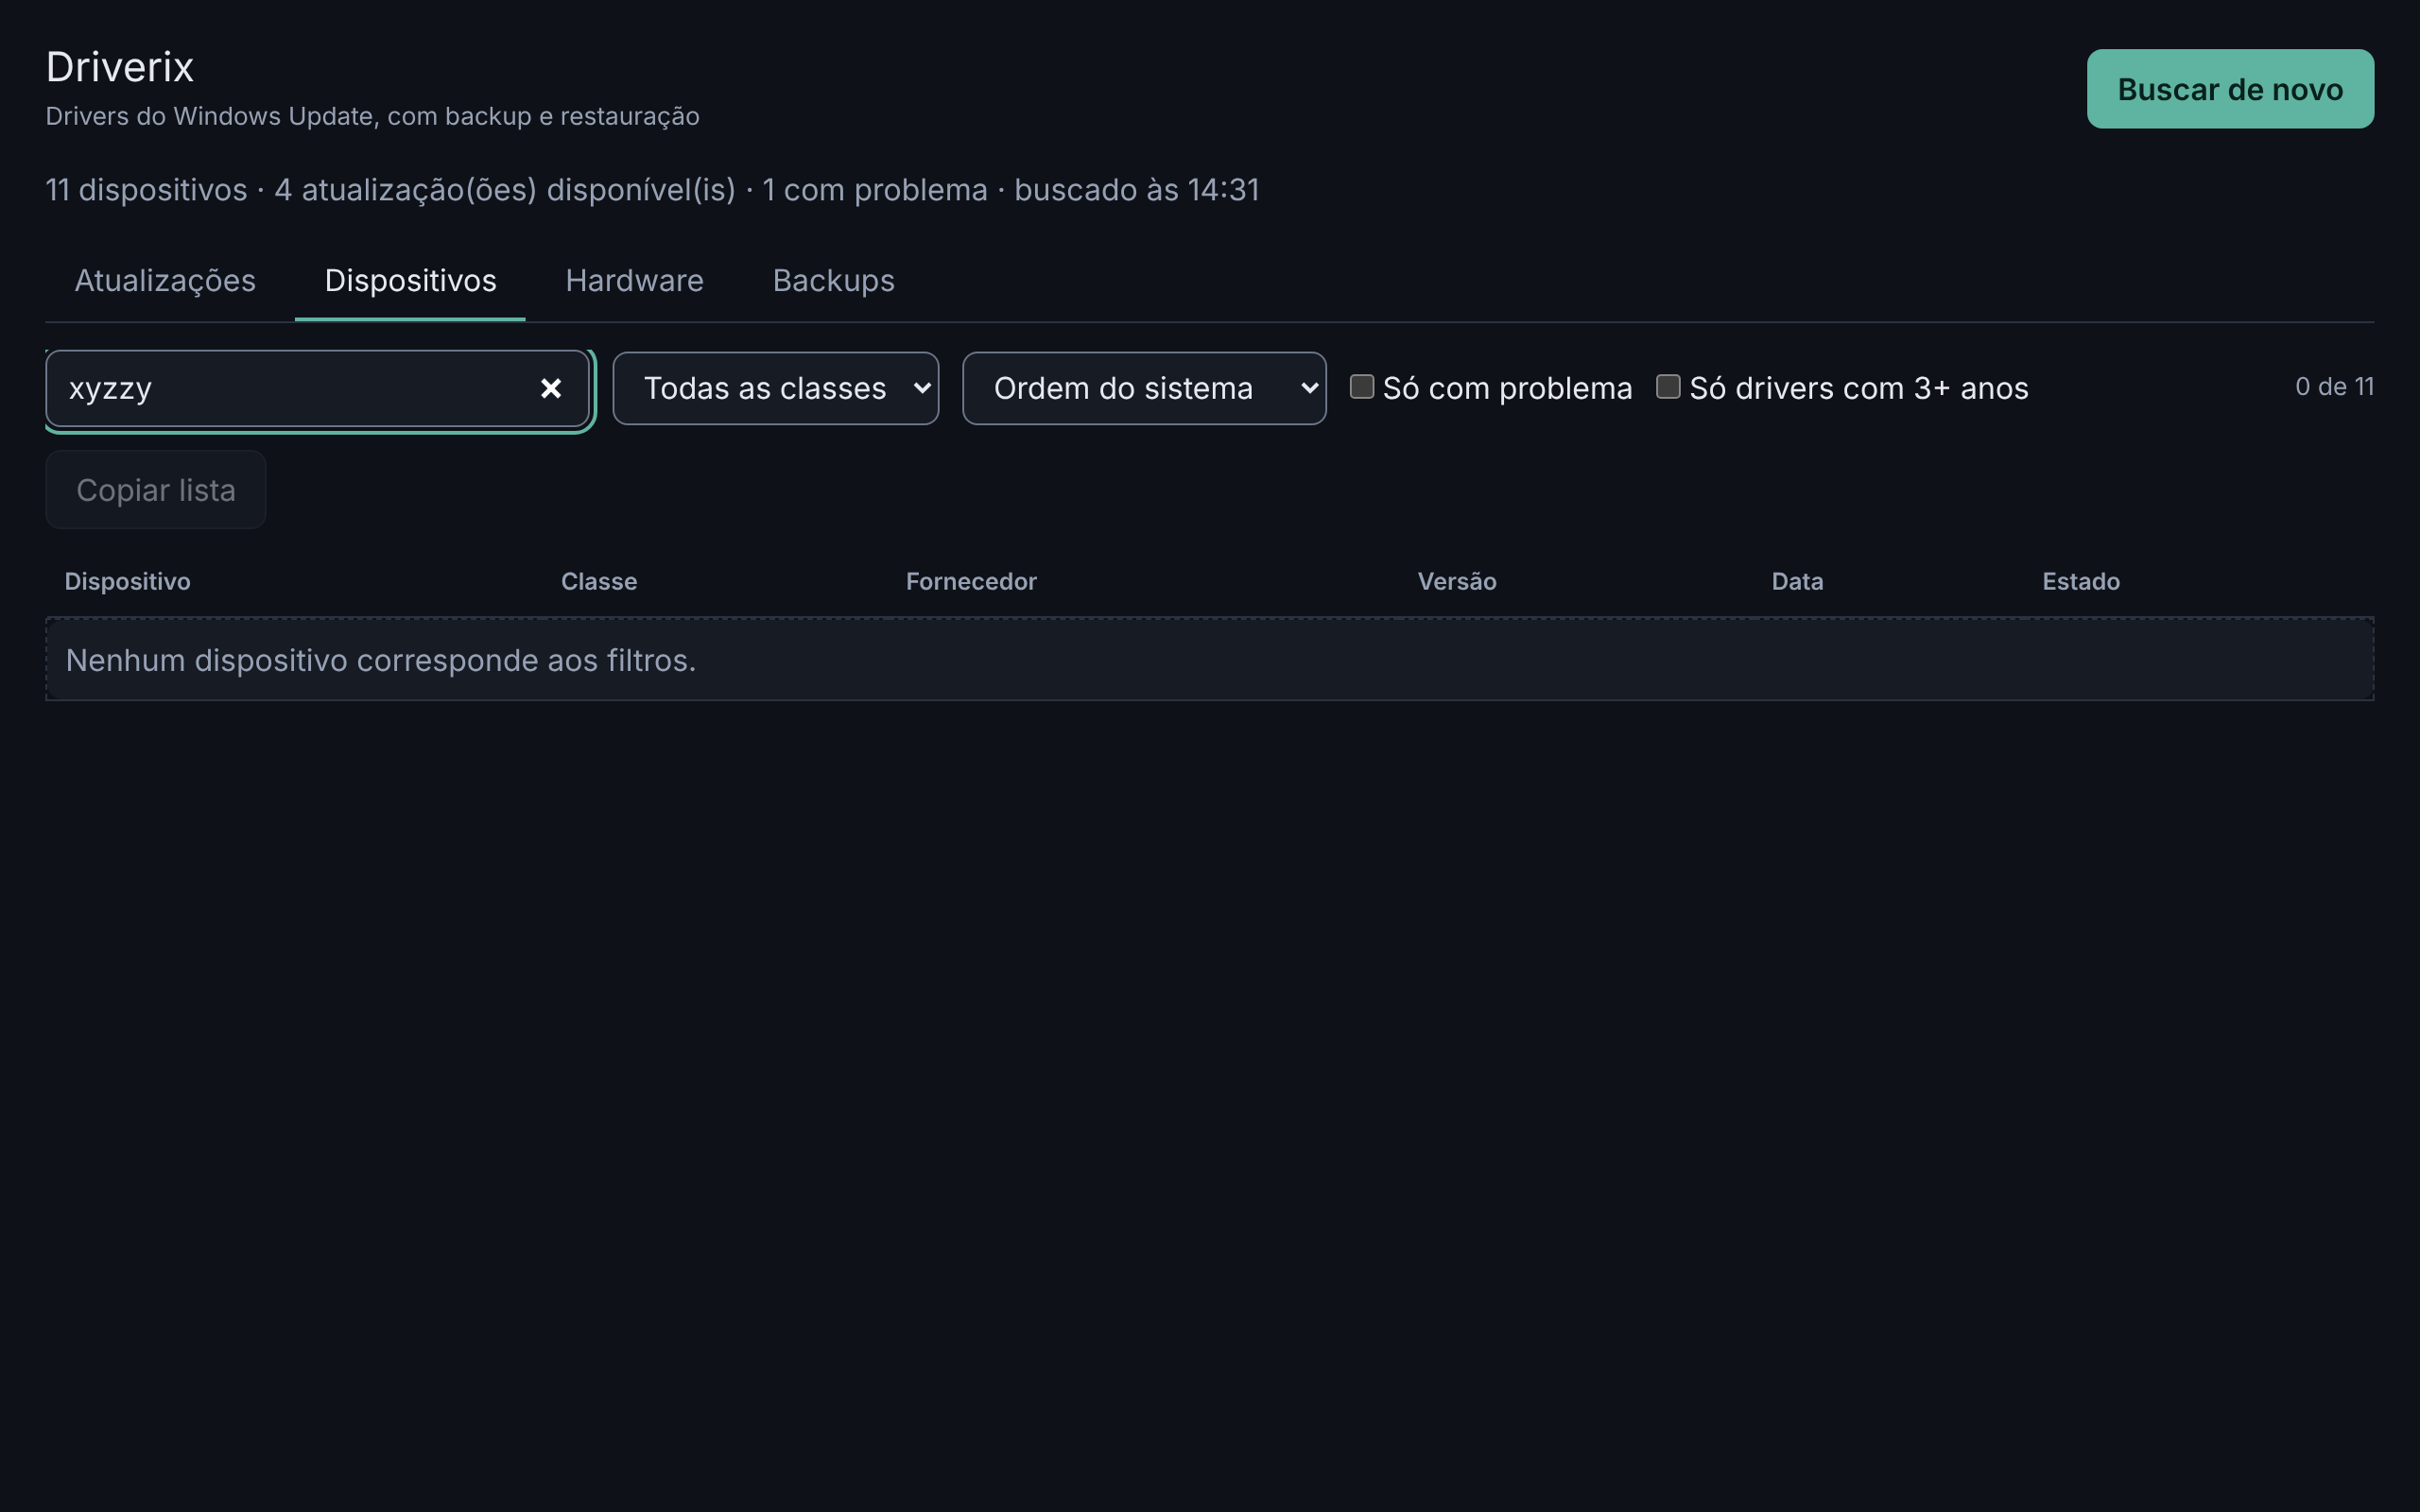 Driverix
Buscar de novo
Drivers do Windows Update, com backup e restauração
11 dispositivos · 4 atualização(ões) disponível(is) · 1 com problema · buscado às 14:31
Atualizações Dispositivos Hardware Backups
xyzzy Todas as classes Ordem do sistema Só com problema Só drivers com 3+ anos 0 de 11
Copiar lista
Dispositivo Classe Fornecedor Versão Data Estado
Nenhum dispositivo corresponde aos filtros.